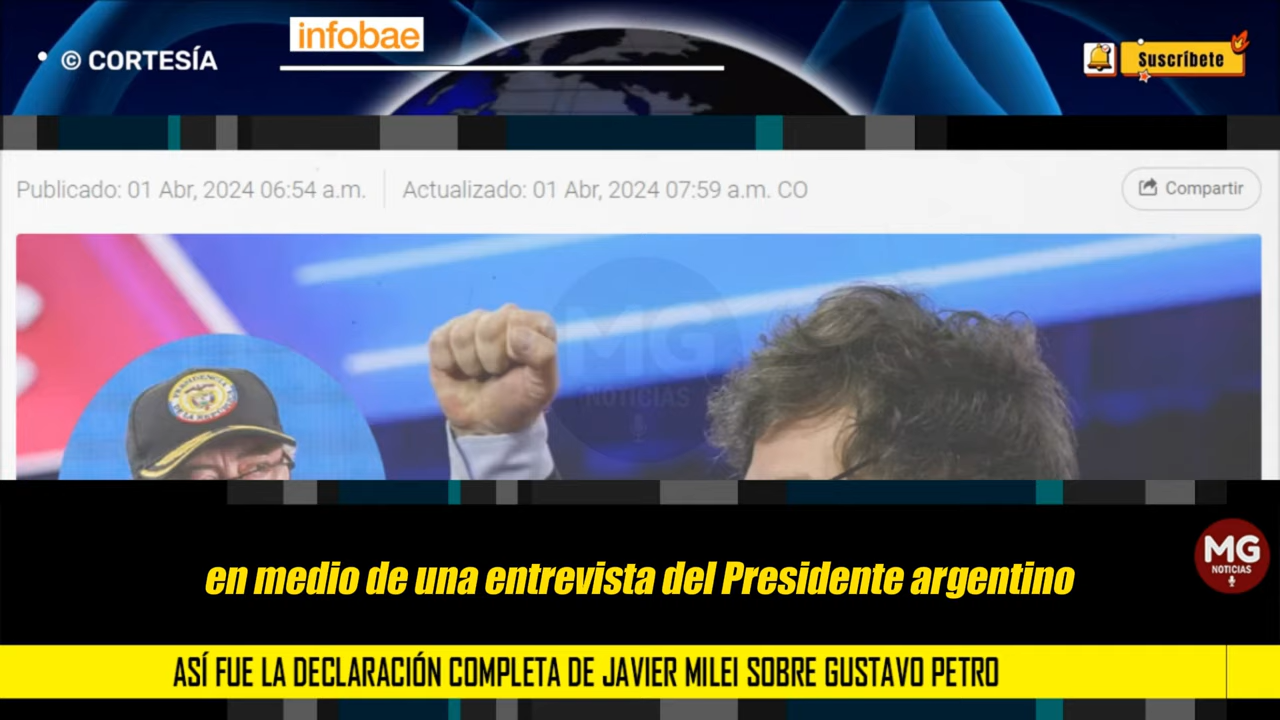 infobae
© CORTESÍA
Suscríbete
Publicado: 01 Abr, 2024 06:54 a.m.
Actualizado: 01 Abr, 2024 07:59 a.m. CO
Compartir
MG
NOTICIAS
en medio de una entrevista del Presidente argentino
MG
NOTICIAS
ASÍ FUE LA DECLARACIÓN COMPLETA DE JAVIER MILEI SOBRE GUSTAVO PETRO